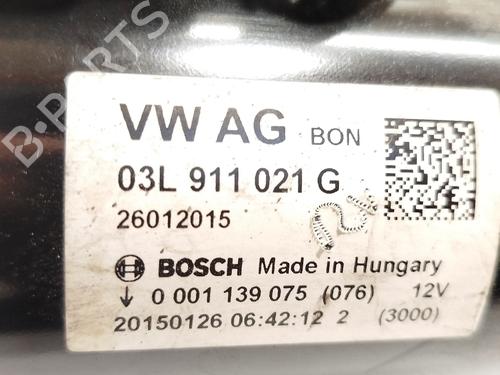 B-PARTS
VW AG BON
03L 911 021 G
26012015
BOSCH Made in Hungary
0 001 139 075 (076) 12V
20150126 06:42:12 2 (3000)